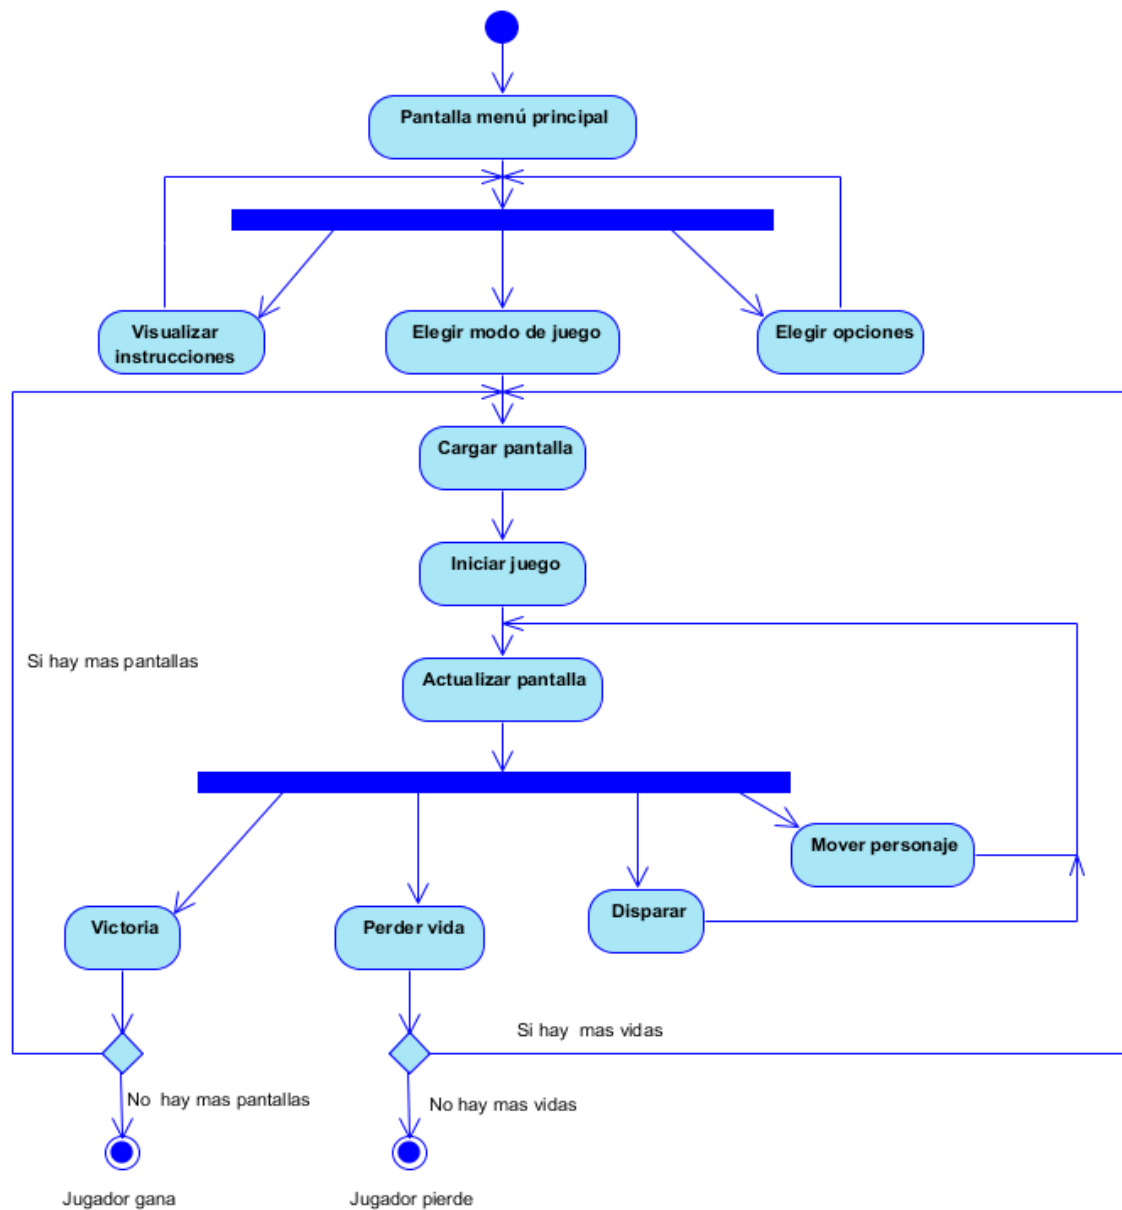 Pantalla menú principal
Visualizar
instrucciones
Elegir modo de juego
Elegir opciones
Cargar pantalla
Iniciar juego
Si hay mas pantallas
Actualizar pantalla
Mover personaje
Disparar
Victoria
Perder vida
Si hay mas vidas
No hay mas pantallas
No hay mas vidas
Jugador gana
Jugador pierde